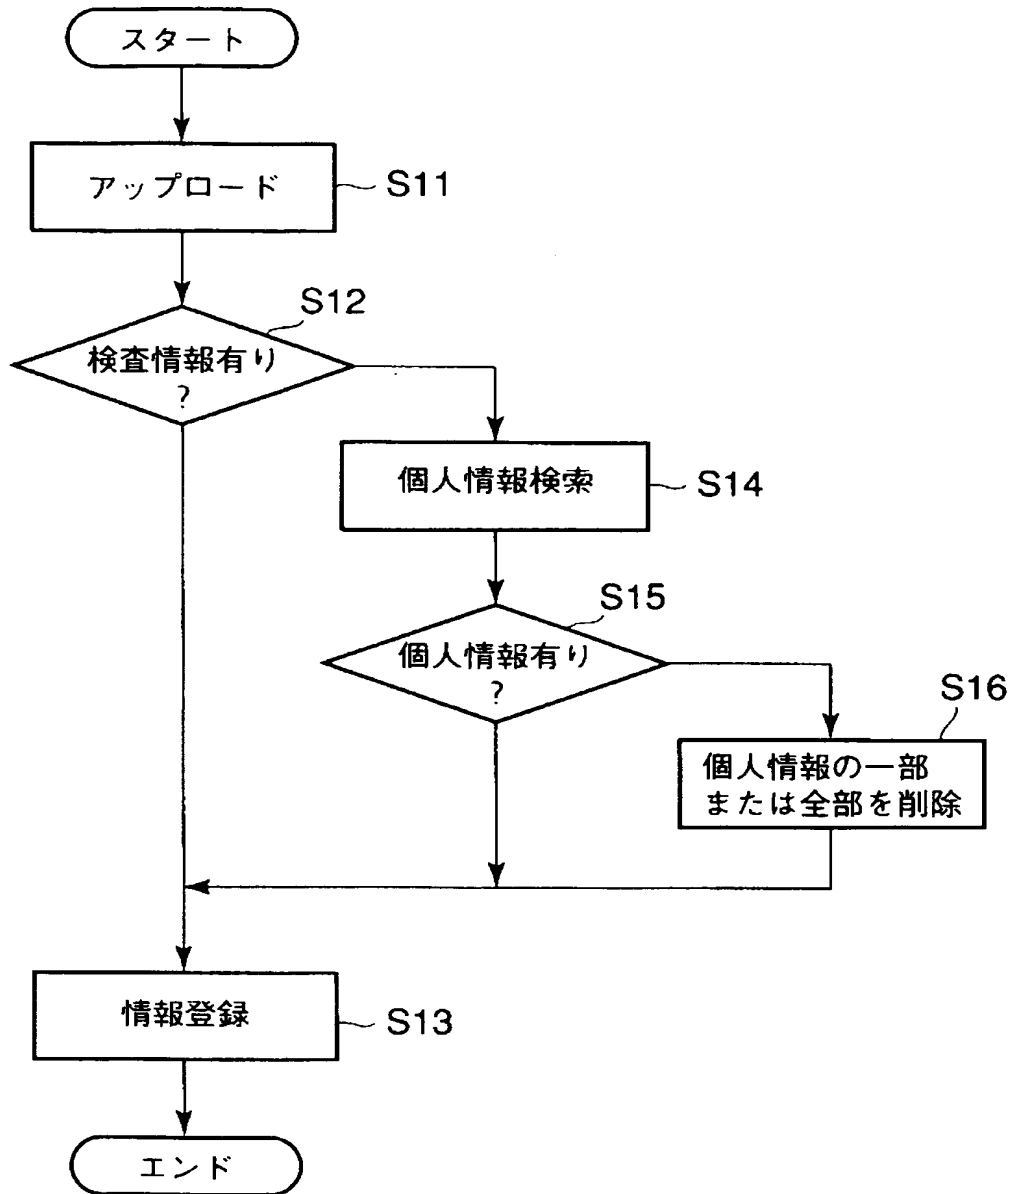 スタート
アップロード
S11
S12
検査情報有り
?
個人情報検索
S14
S15
個人情報有り
?
S16
個人情報の一部
または全部を削除
情報登録
S13
エンド